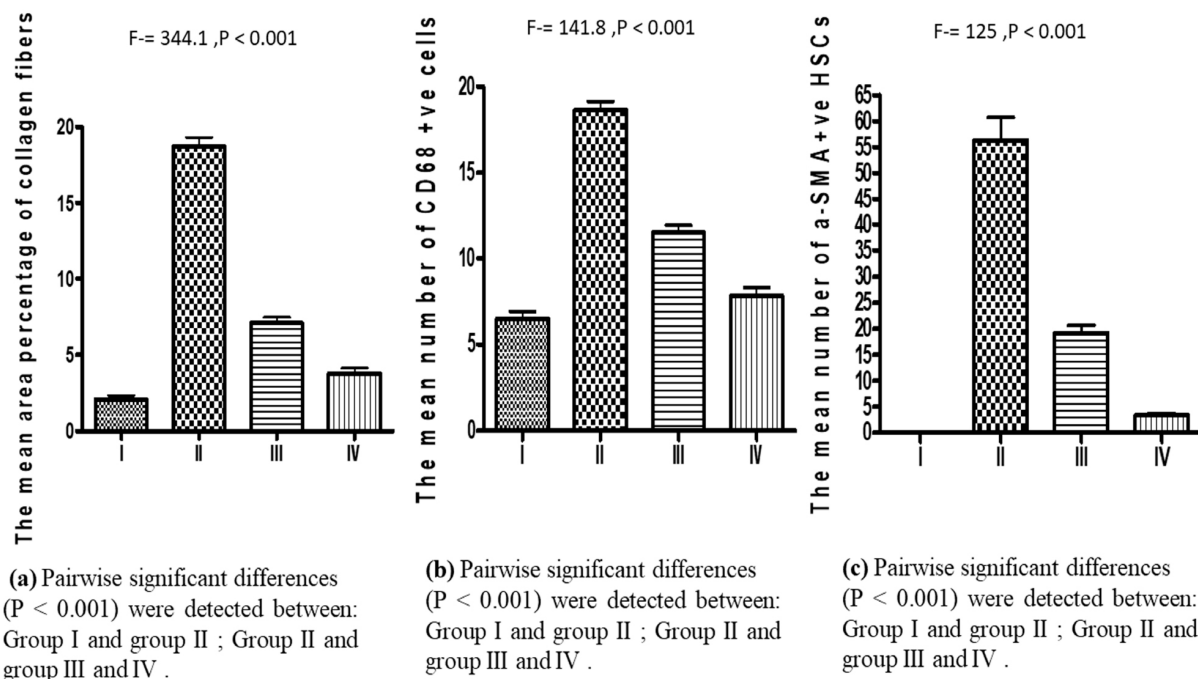 The mean area percentage of collagen fibers
F-= 344.1 ,P < 0.001
20
15
10
5
0
I II III IV
(a) Pairwise significant differences
(P < 0.001) were detected between:
Group I and group II ; Group II and
group III and IV .
The mean number of CD68 +ve cells
F-= 141.8 ,P < 0.001
20
15
10
5
0
I II III IV
(b) Pairwise significant differences
(P < 0.001) were detected between:
Group I and group II ; Group II and
group III and IV .
The mean number of a-SMA+ve HSCs
F-= 125 ,P < 0.001
65
60
55
50
45
40
35
30
25
20
15
10
5
0
I II III IV
(c) Pairwise significant differences
(P < 0.001) were detected between:
Group I and group II ; Group II and
group III and IV .